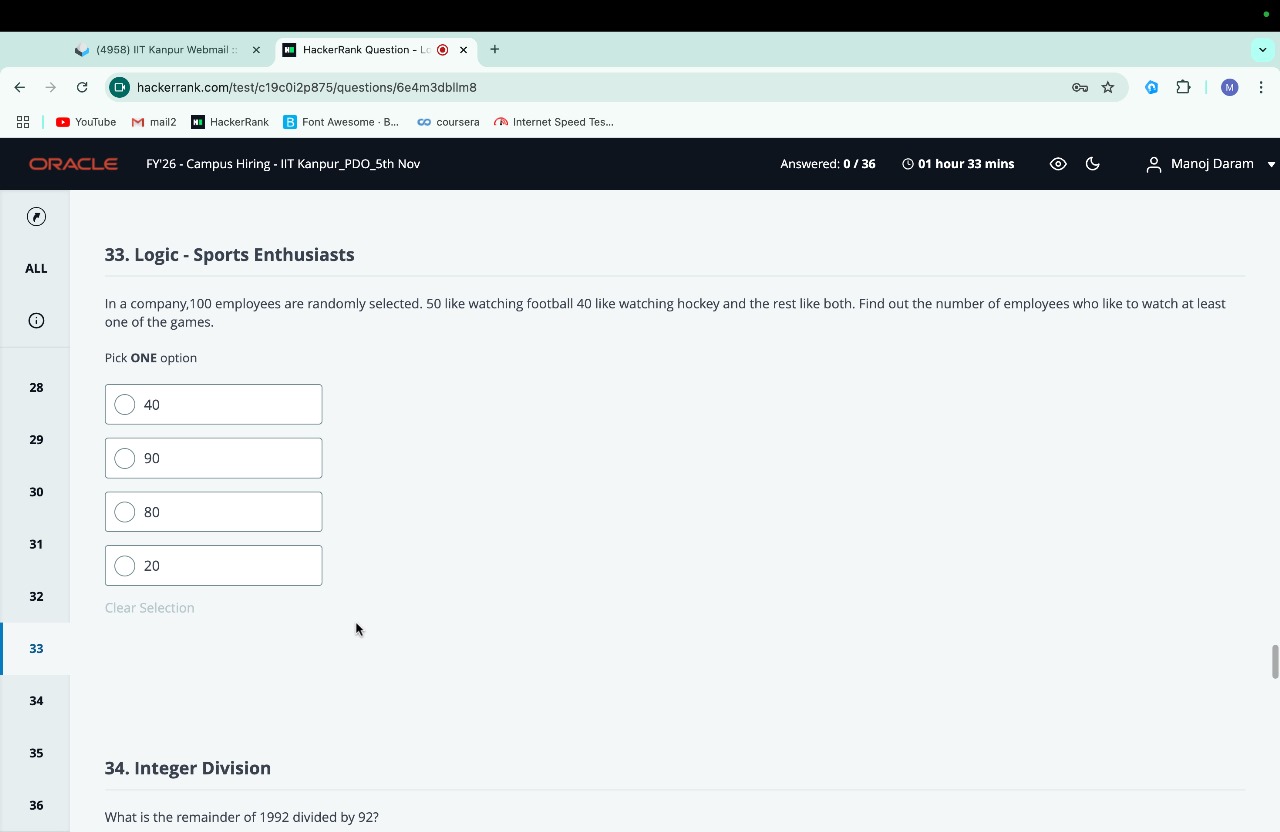 (4958) IIT Kanpur Webmail ::
HackerRank Question - Lo
hackerrank.com/test/c19c0i2p875/questions/6e4m3dbllm8
M
YouTube
mail2
HackerRank
Font Awesome · B...
coursera
Internet Speed Tes...
ORACLE
FY'26 - Campus Hiring - IIT Kanpur_PDO_5th Nov
Answered: 0 / 36
01 hour 33 mins
Manoj Daram
ALL
28
29
30
31
32
33
34
35
36
33. Logic - Sports Enthusiasts
In a company,100 employees are randomly selected. 50 like watching football 40 like watching hockey and the rest like both. Find out the number of employees who like to watch at least
one of the games.
Pick ONE option
40
90
80
20
Clear Selection
34. Integer Division
What is the remainder of 1992 divided by 92?